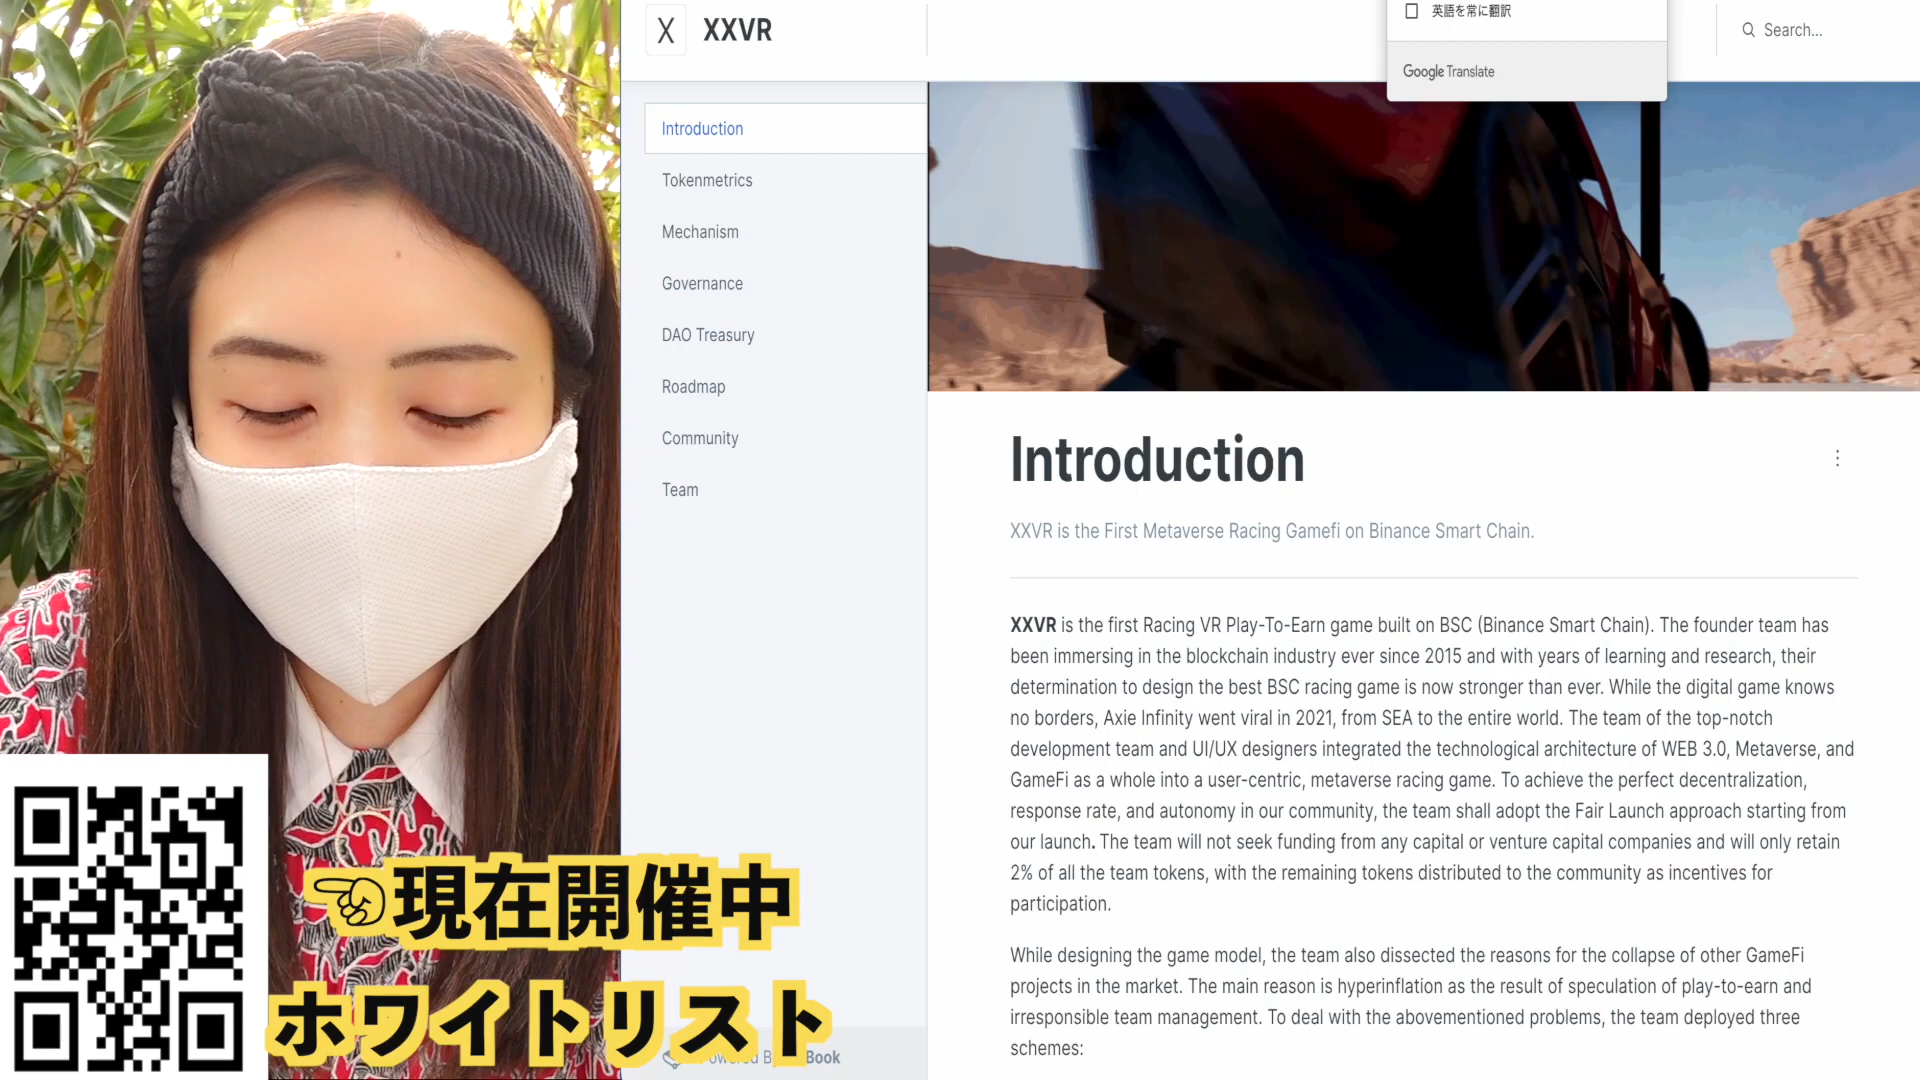 X XXVR
英語を常に翻訳
Google Translate
Search...
Introduction
Tokenmetrics
Mechanism
Governance
DAO Treasury
Roadmap
Community
Team
Introduction
XXVR is the First Metaverse Racing Gamefi on Binance Smart Chain.
XXVR is the first Racing VR Play-To-Earn game built on BSC (Binance Smart Chain). The founder team has
been immersing in the blockchain industry ever since 2015 and with years of learning and research, their
determination to design the best BSC racing game is now stronger than ever. While the digital game knows
no borders, Axie Infinity went viral in 2021, from SEA to the entire world. The team of the top-notch
development team and UI/UX designers integrated the technological architecture of WEB 3.0, Metaverse, and
GameFi as a whole into a user-centric, metaverse racing game. To achieve the perfect decentralization,
response rate, and autonomy in our community, the team shall adopt the Fair Launch approach starting from
our launch. The team will not seek funding from any capital or venture capital companies and will only retain
2% of all the team tokens, with the remaining tokens distributed to the community as incentives for
participation.
While designing the game model, the team also dissected the reasons for the collapse of other GameFi
projects in the market. The main reason is hyperinflation as the result of speculation of play-to-earn and
irresponsible team management. To deal with the abovementioned problems, the team deployed three
schemes:
☜現在開催中
ホワイトリスト
Book